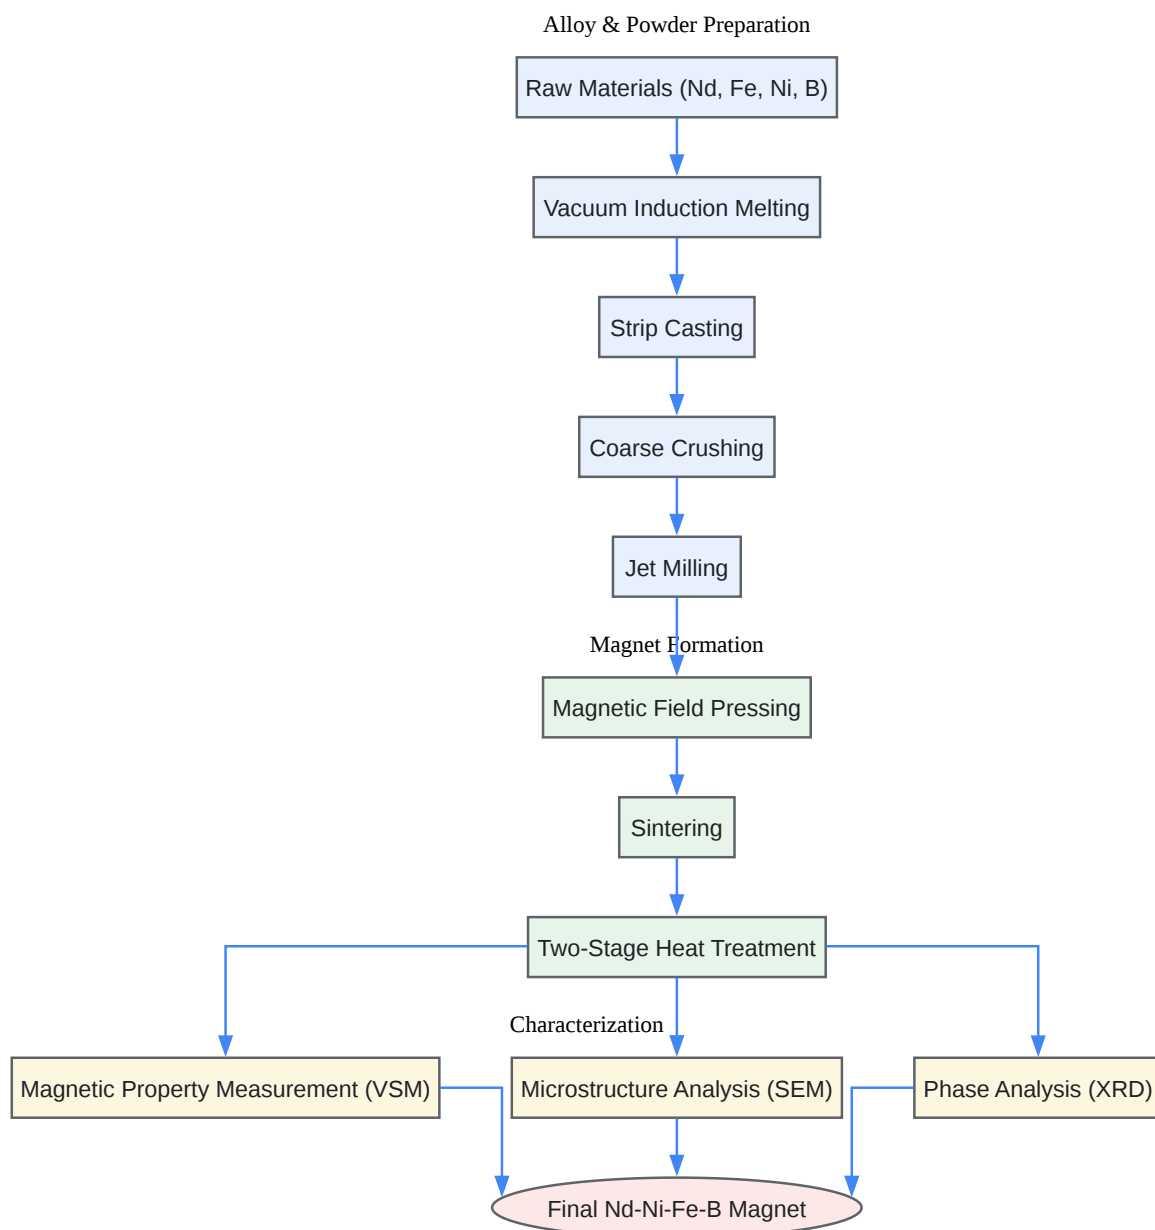 Alloy & Powder Preparation
Raw Materials (Nd, Fe, Ni, B)
Vacuum Induction Melting
Strip Casting
Coarse Crushing
Jet Milling
Magnet Formation
Magnetic Field Pressing
Sintering
Two-Stage Heat Treatment
Characterization
Magnetic Property Measurement (VSM)
Microstructure Analysis (SEM)
Phase Analysis (XRD)
Final Nd-Ni-Fe-B Magnet